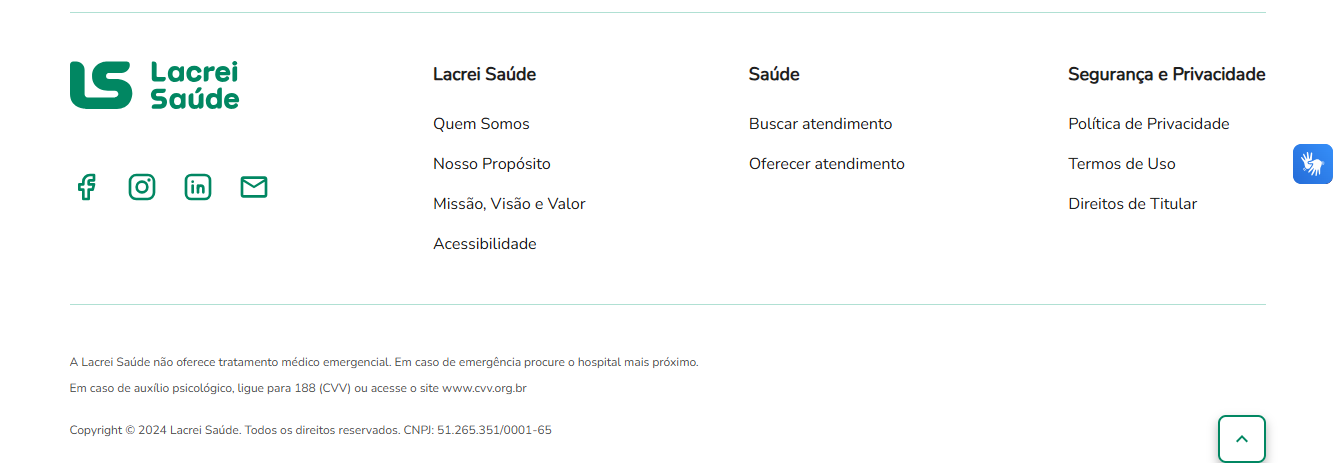 Lacrei
Saúde
Lacrei Saúde
Quem Somos
Nosso Propósito
Missão, Visão e Valor
Acessibilidade
Saúde
Buscar atendimento
Oferecer atendimento
Segurança e Privacidade
Política de Privacidade
Termos de Uso
Direitos de Titular
A Lacrei Saúde não oferece tratamento médico emergencial. Em caso de emergência procure o hospital mais próximo.
Em caso de auxílio psicológico, ligue para 188 (CVV) ou acesse o site www.cvv.org.br
Copyright © 2024 Lacrei Saúde. Todos os direitos reservados. CNPJ: 51.265.351/0001-65